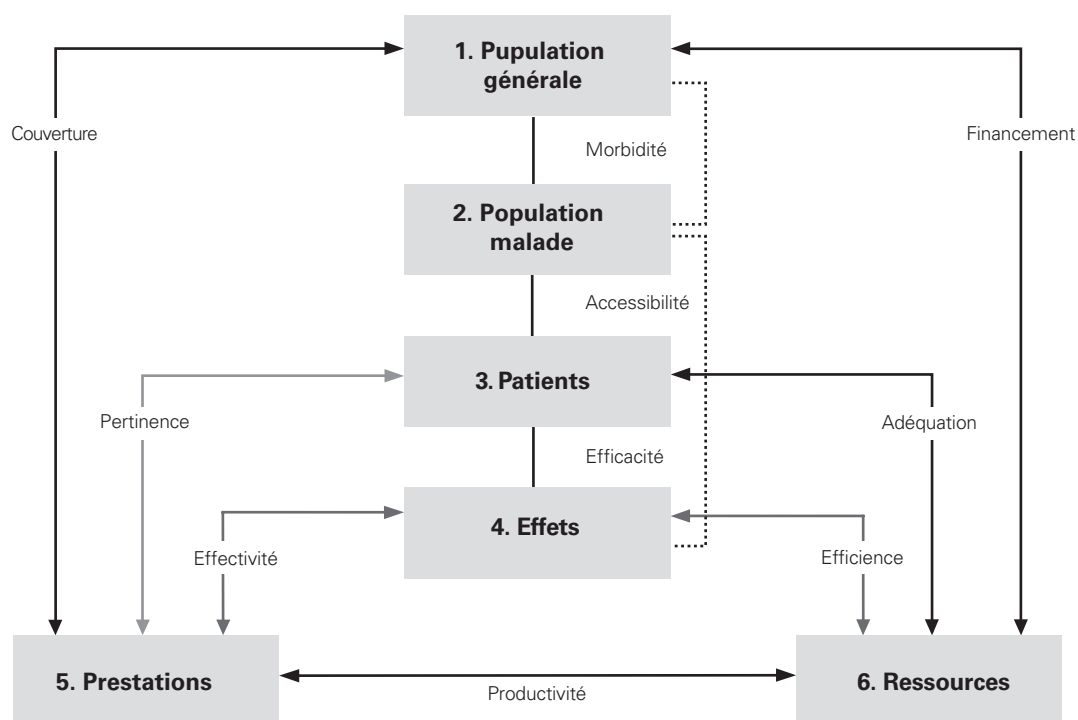 1. Pupulation
générale
Couverture
Financement
Morbidité
2. Population
malade
Accessibilité
3. Patients
Pertinence
Adéquation
Efficacité
4. Effets
Effectivité
Efficience
5. Prestations
6. Ressources
Productivité